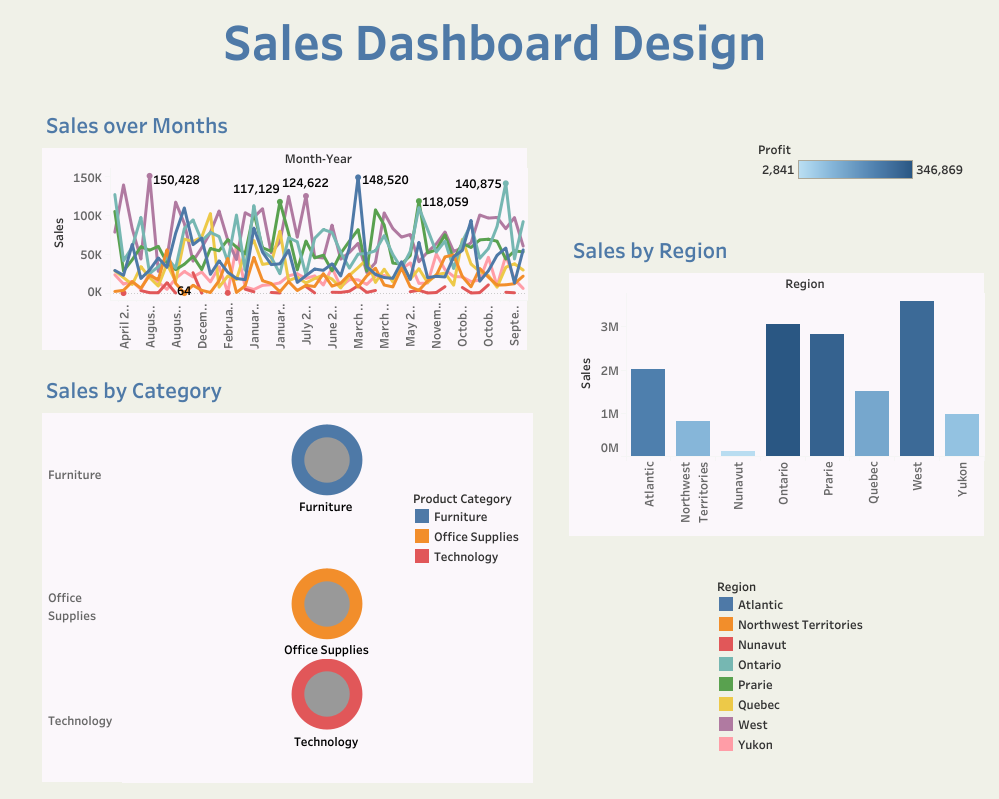 Sales Dashboard Design
Sales over Months
Month-Year
Sales
150K
100K
50K
0K
150,428
117,129
124,622
148,520
118,059
140,875
64
April 2..
Augus..
Augus..
Decem..
Februa..
Januar..
Januar..
July 2..
June 2..
March ..
March ..
May 2..
Novem..
Octob..
Octob..
Septe..
Profit
2,841
346,869
Sales by Region
Region
Sales
3M
2M
1M
0M
Atlantic
Northwest
Territories
Nunavut
Ontario
Prarie
Quebec
West
Yukon
Sales by Category
Furniture
Furniture
Office
Supplies
Office Supplies
Technology
Technology
Product Category
Furniture
Office Supplies
Technology
Region
Atlantic
Northwest Territories
Nunavut
Ontario
Prarie
Quebec
West
Yukon